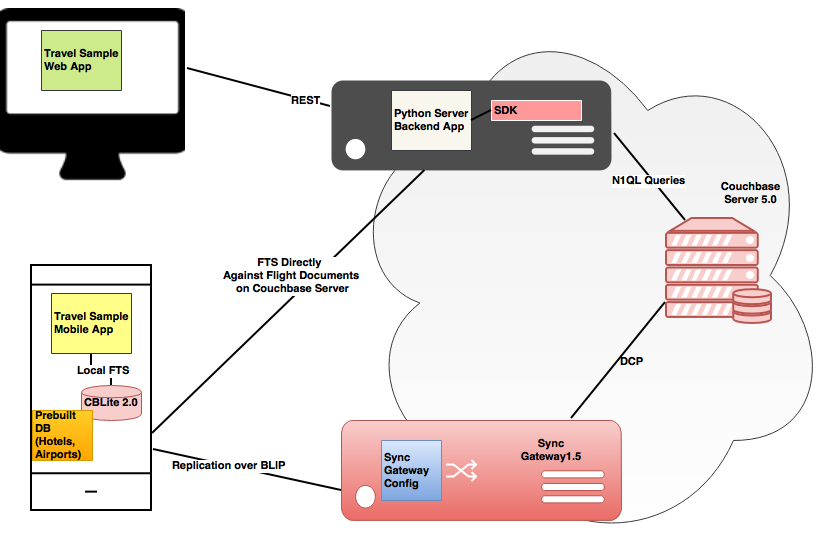 Travel Sample
Web App
REST
Python Server
Backend App
SDK
N1QL Queries
Couchbase
Server 5.0
FTS Directly
Against Flight Documents
on Couchbase Server
Travel Sample
Mobile App
Local FTS
CBLite 2.0
Prebuilt
DB
(Hotels,
Airports)
Replication over BLIP
DCP
Sync
Gateway
Config
Sync
Gateway1.5